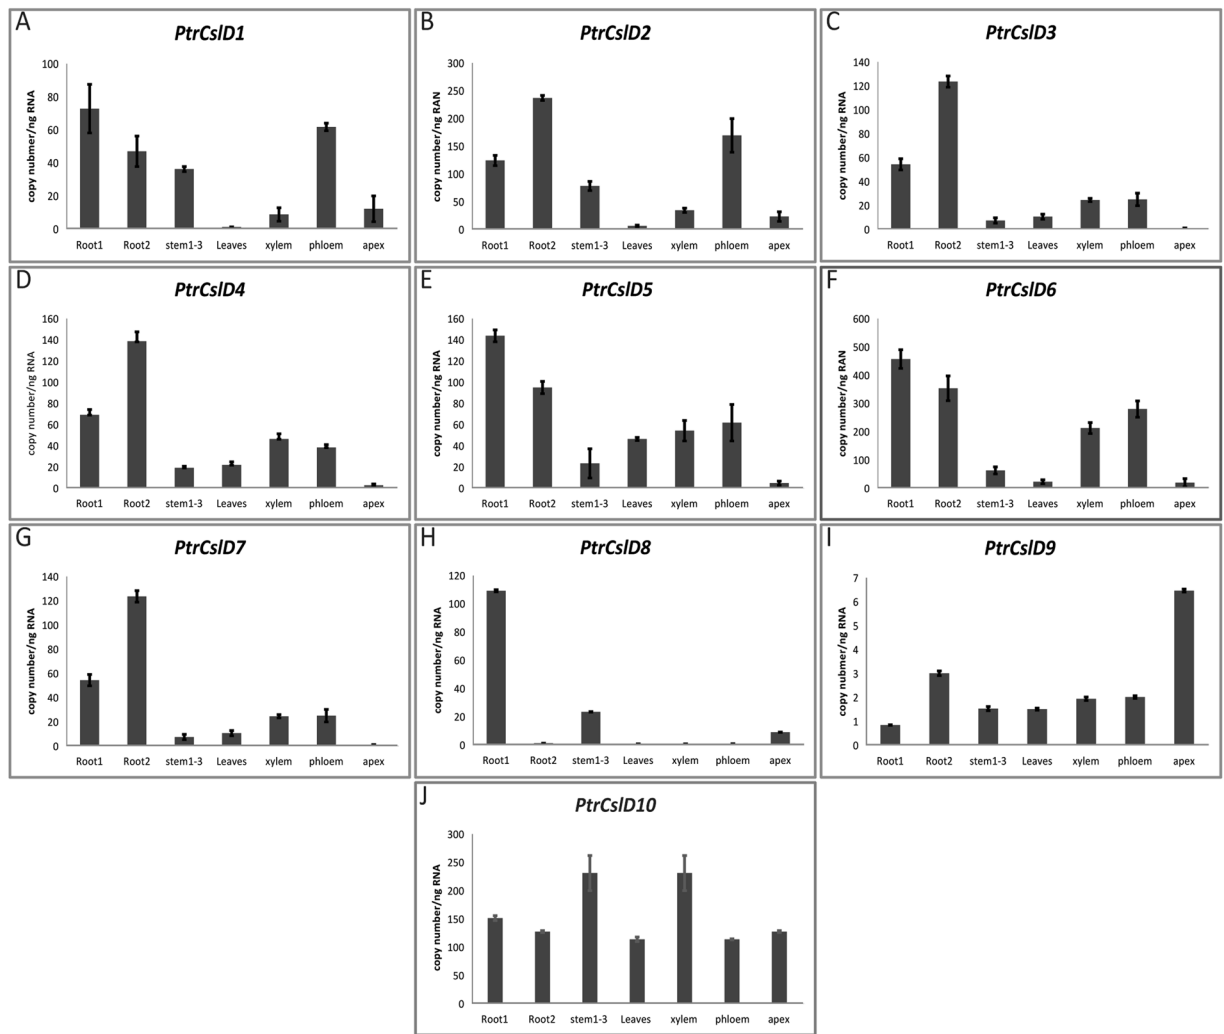 A
PtrCslD1
copy nubmer/ng RNA
100
80
60
40
20
0
Root1 Root2 stem1-3 Leaves xylem phloem apex
B
PtrCslD2
copy number/ng RAN
300
250
200
150
100
50
0
Root1 Root2 stem1-3 Leaves xylem phloem apex
C
PtrCslD3
copy number/ng RNA
140
120
100
80
60
40
20
0
Root1 Root2 stem1-3 Leaves xylem phloem apex
D
PtrCslD4
copy number/ng RNA
160
140
120
100
80
60
40
20
0
Root1 Root2 stem1-3 Leaves xylem phloem apex
E
PtrCslD5
copy number/ng RNA
160
140
120
100
80
60
40
20
0
Root1 Root2 stem1-3 Leaves xylem phloem apex
F
PtrCslD6
copy number/ng RAN
600
500
400
300
200
100
0
Root1 Root2 stem1-3 Leaves xylem phloem apex
G
PtrCslD7
copy number/ng RNA
140
120
100
80
60
40
20
0
Root1 Root2 stem1-3 Leaves xylem phloem apex
H
PtrCslD8
copy number/ng RNA
120
100
80
60
40
20
0
Root1 Root2 stem1-3 Leaves xylem phloem apex
I
PtrCslD9
copy nubmer/ng RNA
7
6
5
4
3
2
1
0
Root1 Root2 stem1-3 Leaves xylem phloem apex
J
PtrCslD10
copy number/ng RNA
300
250
200
150
100
50
0
Root1 Root2 stem1-3 Leaves xylem phloem apex